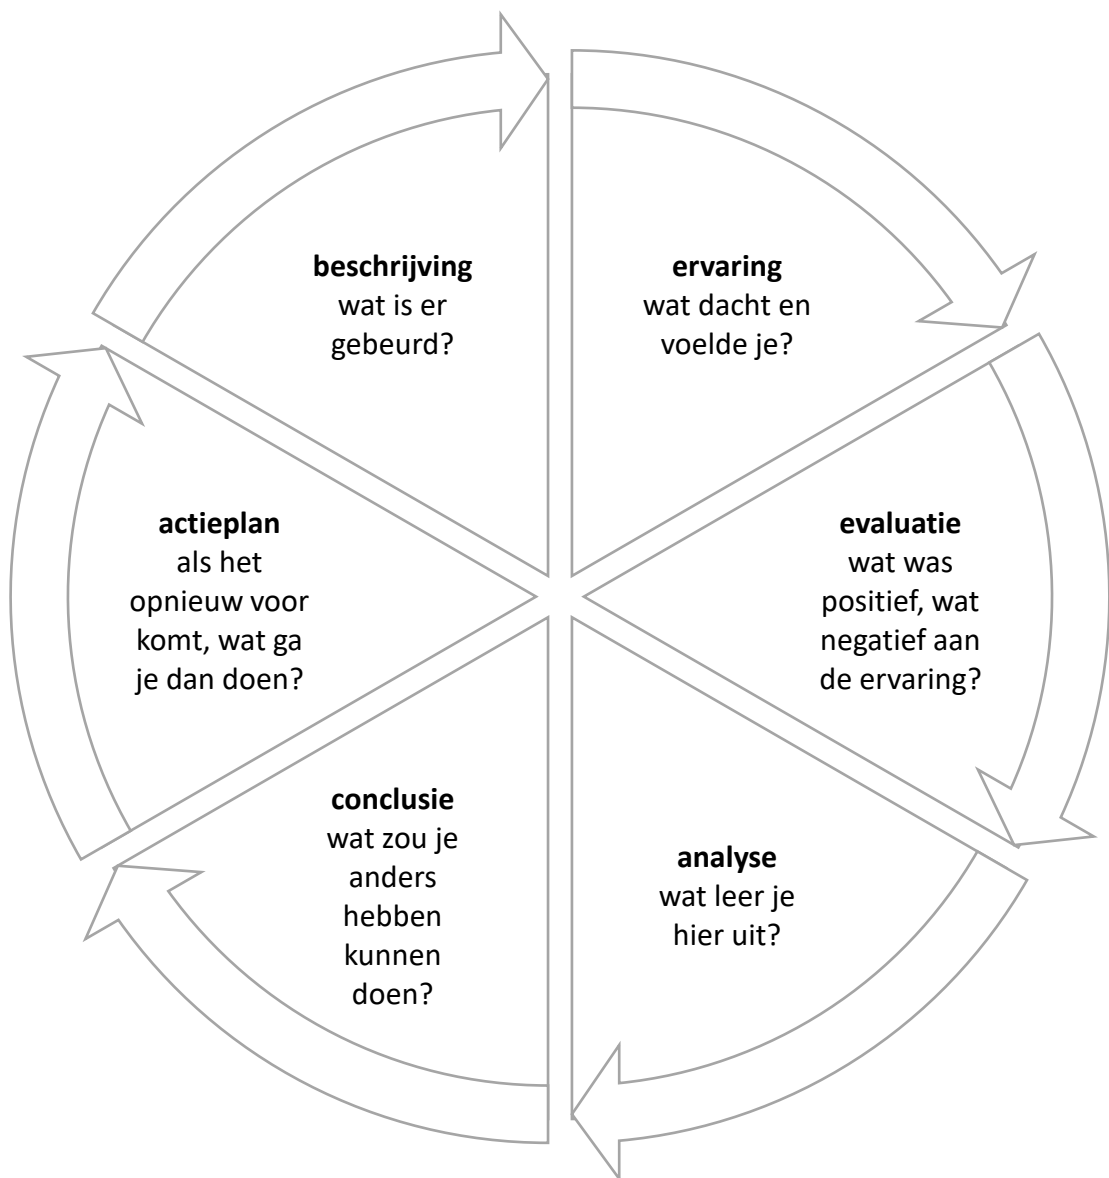 beschrijving
wat is er
gebeurd?
ervaring
wat dacht en
voelde je?
evaluatie
wat was
positief, wat
negatief aan
de ervaring?
analyse
wat leer je
hier uit?
conclusie
wat zou je
anders
hebben
kunnen
doen?
actieplan
als het
opnieuw voor
komt, wat ga
je dan doen?